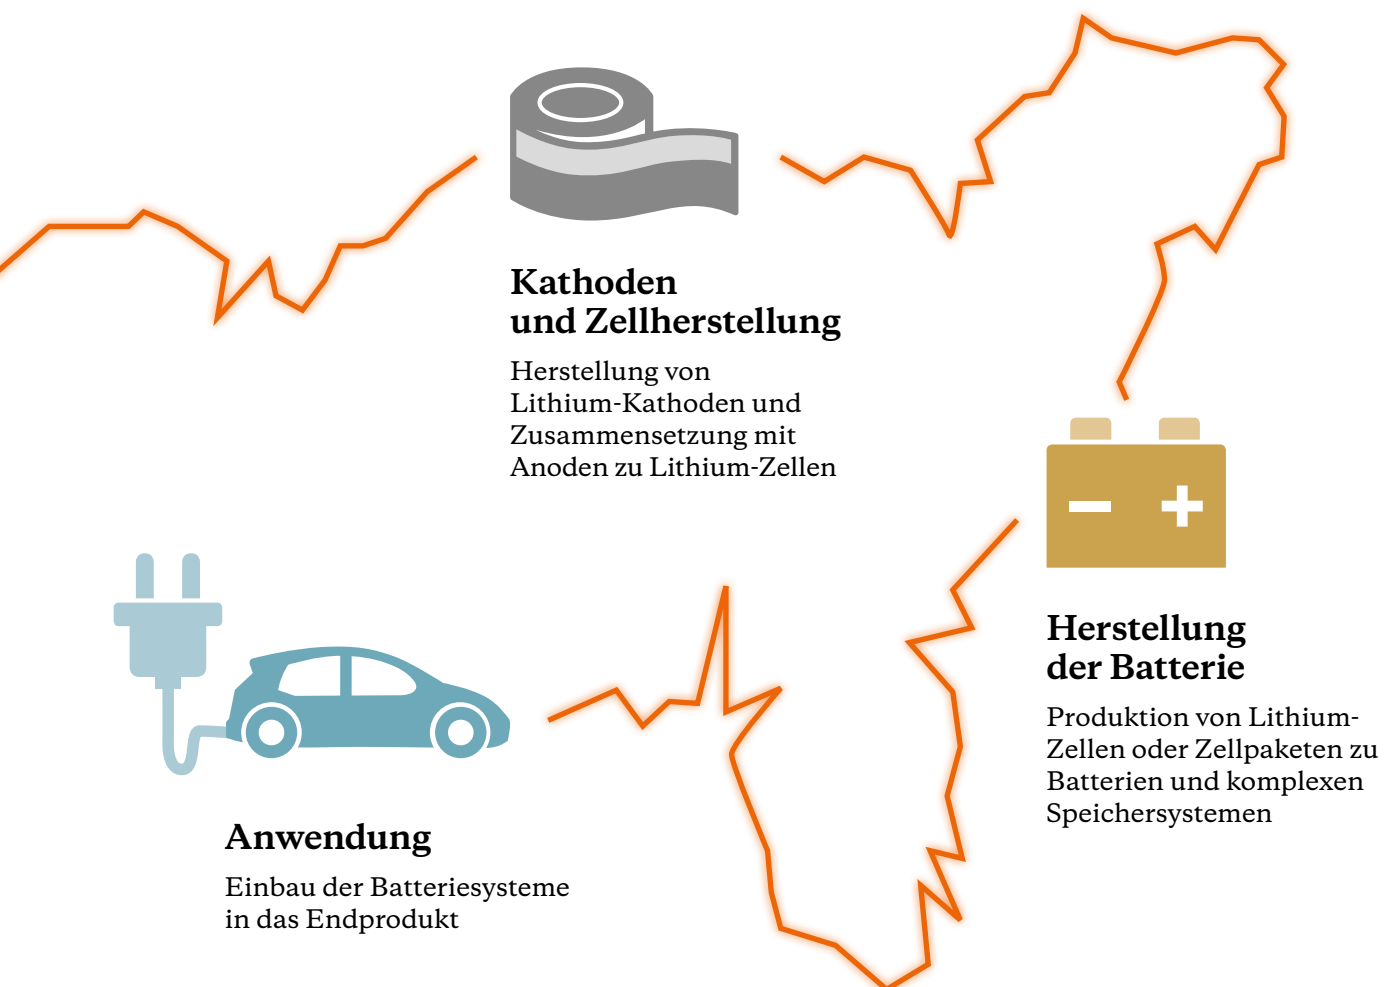 Kathoden
und Zellherstellung
Herstellung von
Lithium-Kathoden und
Zusammensetzung mit
Anoden zu Lithium-Zellen
Herstellung
der Batterie
Produktion von Lithium-
Zellen oder Zellpaketen zu
Batterien und komplexen
Speichersystemen
Anwendung
Einbau der Batteriesysteme
in das Endprodukt